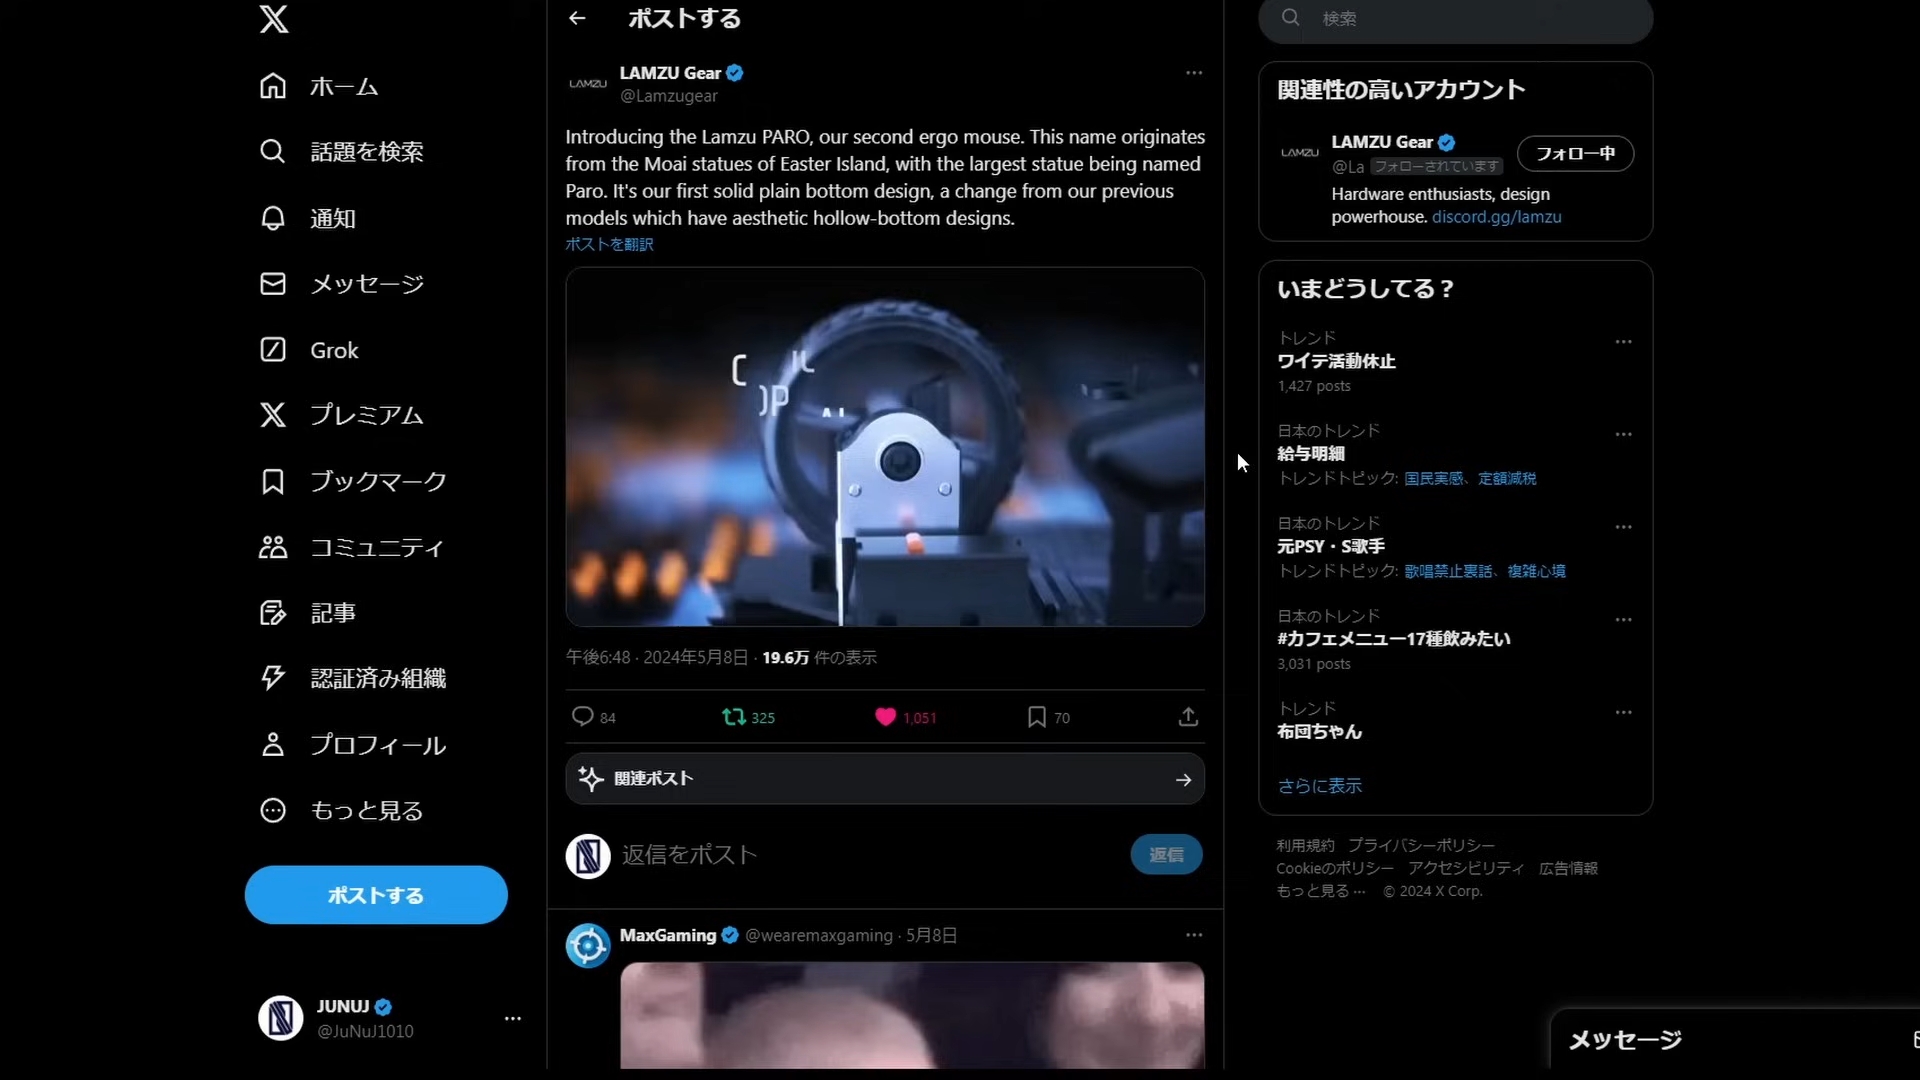 ホーム
話題を検索
通知
メッセージ
Grok
プレミアム
ブックマーク
コミュニティ
記事
認証済み組織
プロフィール
もっと見る
ポストする
JUNUJ
@JuNuJ1010
ポストする
LAMZU
LAMZU Gear
@Lamzugear
Introducing the Lamzu PARO, our second ergo mouse. This name originates
from the Moai statues of Easter Island, with the largest statue being named
Paro. It's our first solid plain bottom design, a change from our previous
models which have aesthetic hollow-bottom designs.
ポストを翻訳
午後6:48 · 2024年5月8日 · 19.6万 件の表示
84 325 1,051 70
関連ポスト
返信をポスト
返信
MaxGaming @wearemaxgaming · 5月8日
検索
関連性の高いアカウント
LAMZU
LAMZU Gear
@La フォローされています
フォロー中
Hardware enthusiasts, design
powerhouse. discord.gg/lamzu
いまどうしてる？
トレンド
ワイテ活動休止
1,427 posts
日本のトレンド
給与明細
トレンドトピック: 国民実感、定額減税
日本のトレンド
元PSY・S歌手
トレンドトピック: 歌唱禁止裏話、複雑心境
日本のトレンド
#カフェメニュー17種飲みたい
3,031 posts
トレンド
布団ちゃん
さらに表示
利用規約 プライバシーポリシー
Cookieのポリシー アクセシビリティ 広告情報
もっと見る ··· © 2024 X Corp.
メッセージ